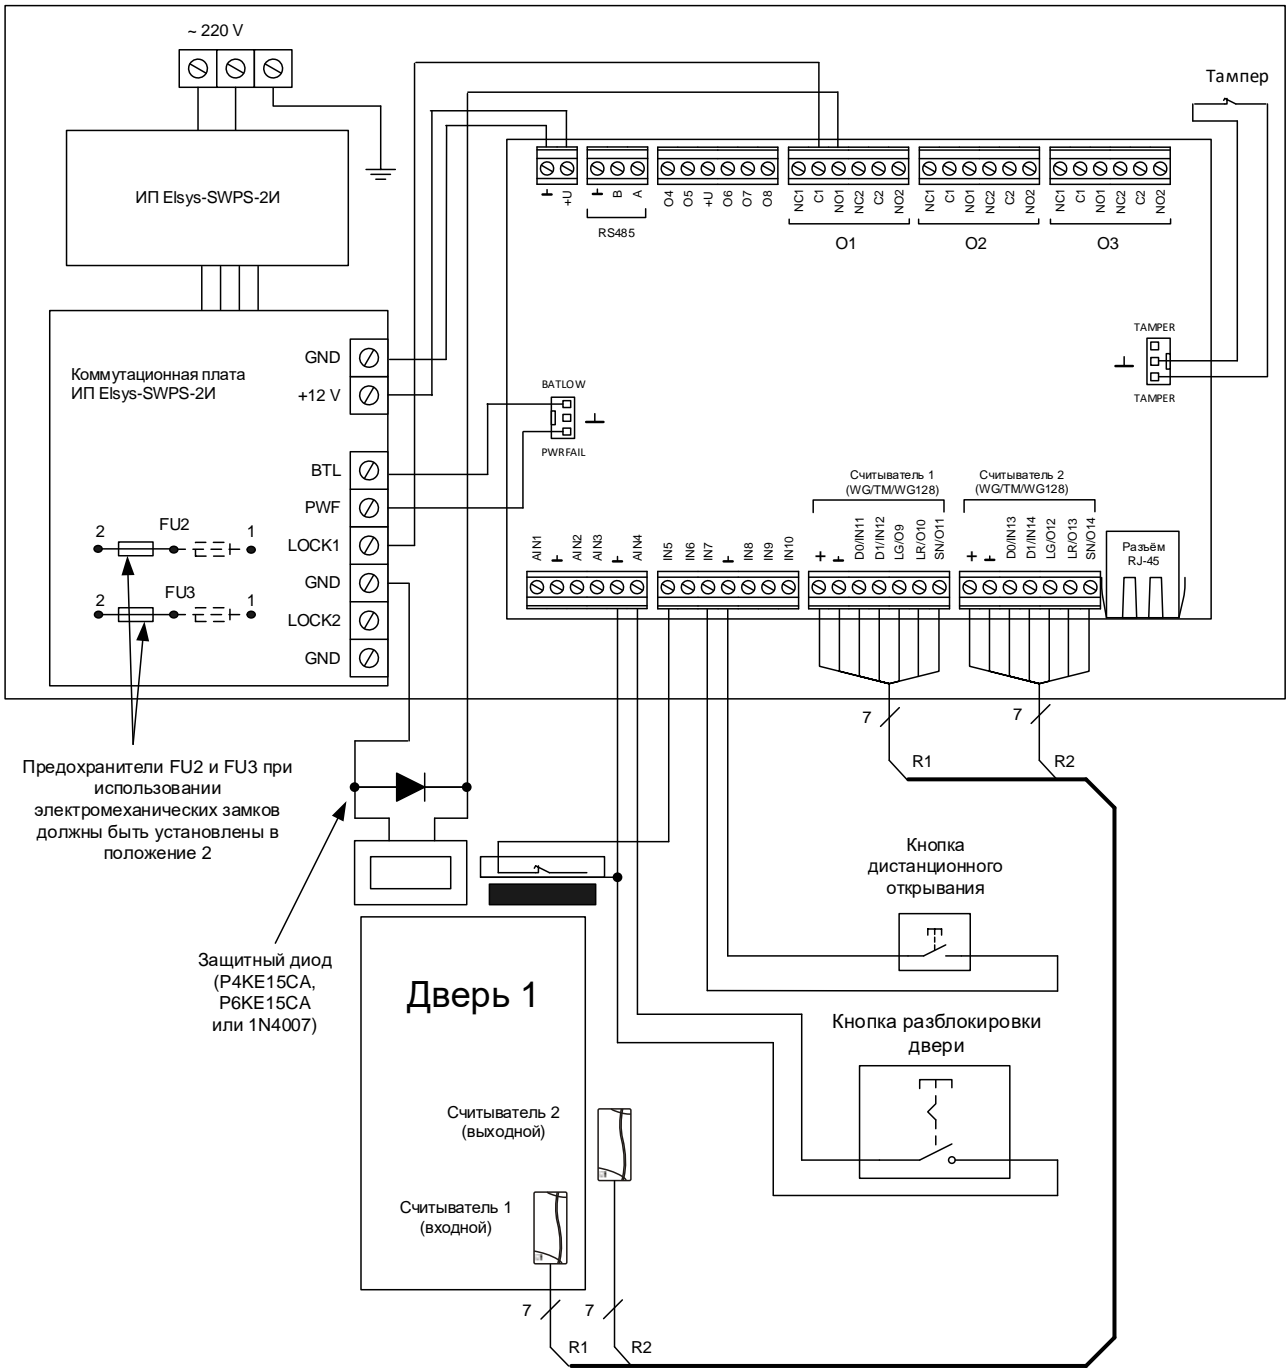 ~ 220 V
Тампер
ИП Elsys-SWPS-2И
⊥ +U
⊥ B A
RS485
O4 O5 +U O6 O7 O8
NC1 C1 NO1 NC2 C2 NO2
O1
NC1 C1 NO1 NC2 C2 NO2
O2
NC1 C1 NO1 NC2 C2 NO2
O3
TAMPER
⊥
TAMPER
Коммутационная плата
ИП Elsys-SWPS-2И
GND
+12 V
BTL
PWF
LOCK1
GND
LOCK2
GND
2 FU2 1
2 FU3 1
BATLOW
⊥
PWRFAIL
Считыватель 1
(WG/TM/WG128)
Считыватель 2
(WG/TM/WG128)
AIN1 ⊥ AIN2 AIN3 ⊥ AIN4
IN5 IN6 IN7 ⊥ IN8 IN9 IN10
+ ⊥ D0/IN11 D1/IN12 LG/O9 LR/O10 SN/O11
+ ⊥ D0/IN13 D1/IN14 LG/O12 LR/O13 SN/O14
Разъём
RJ-45
7
7
R1
R2
Предохранители FU2 и FU3 при
использовании
электромеханических замков
должны быть установлены в
положение 2
Кнопка
дистанционного
открывания
Защитный диод
(P4KE15CA,
P6KE15CA
или 1N4007)
Дверь 1
Кнопка разблокировки
двери
Считыватель 2
(выходной)
Считыватель 1
(входной)
7
7
R1
R2